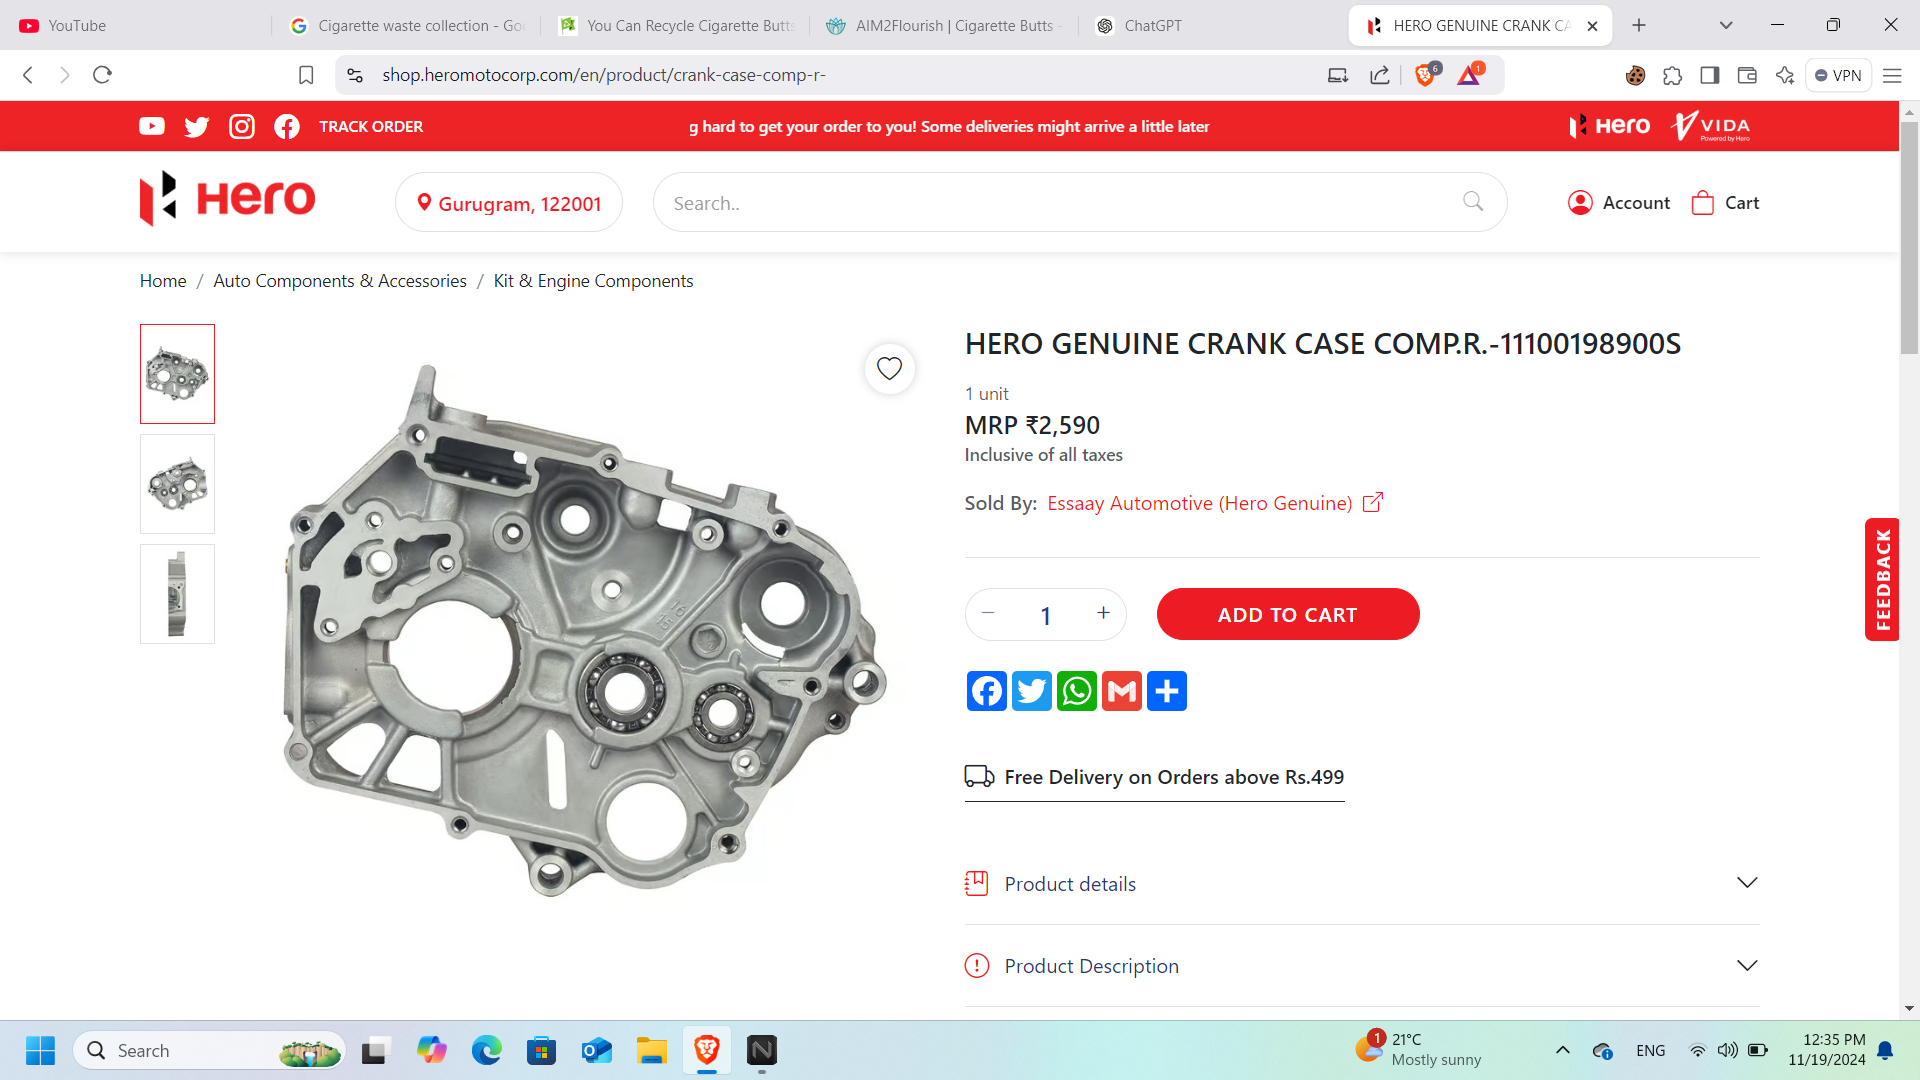 YouTube
Cigarette waste collection - Goo
You Can Recycle Cigarette Butts
AIM2Flourish | Cigarette Butts -
ChatGPT
HERO GENUINE CRANK CA
shop.heromotocorp.com/en/product/crank-case-comp-r-
6
1
VPN
TRACK ORDER
g hard to get your order to you! Some deliveries might arrive a little later
Hero
VIDA
Powered by Hero
Hero
Gurugram, 122001
Search..
Account
Cart
Home / Auto Components & Accessories / Kit & Engine Components
HERO GENUINE CRANK CASE COMP.R.-11100198900S
1 unit
MRP ₹2,590
Inclusive of all taxes
Sold By: Essaay Automotive (Hero Genuine)
− 1 +
ADD TO CART
FEEDBACK
Free Delivery on Orders above Rs.499
Product details
Product Description
Search
1
21°C
Mostly sunny
ENG
12:35 PM
11/19/2024